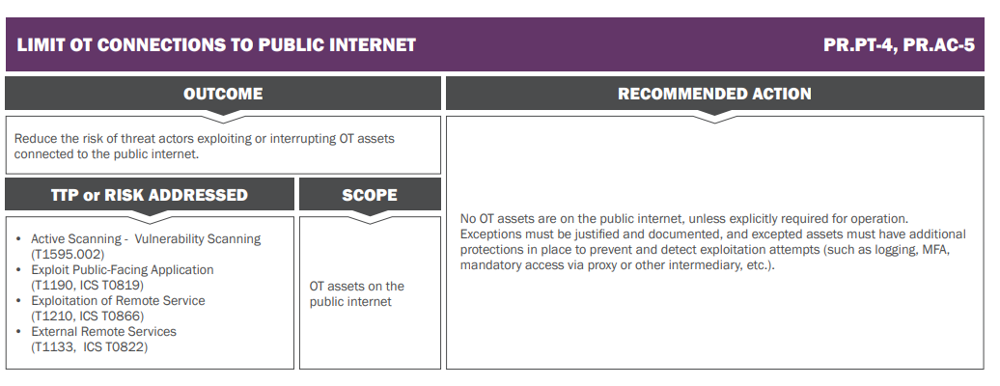 LIMIT OT CONNECTIONS TO PUBLIC INTERNET
PR.PT-4, PR.AC-5
OUTCOME
Reduce the risk of threat actors exploiting or interrupting OT assets
connected to the public internet.
TTP or RISK ADDRESSED
• Active Scanning - Vulnerability Scanning
(T1595.002)
• Exploit Public-Facing Application
(T1190, ICS T0819)
• Exploitation of Remote Service
(T1210, ICS T0866)
• External Remote Services
(T1133, ICS T0822)
SCOPE
OT assets on the
public internet
RECOMMENDED ACTION
No OT assets are on the public internet, unless explicitly required for operation.
Exceptions must be justified and documented, and excepted assets must have additional
protections in place to prevent and detect exploitation attempts (such as logging, MFA,
mandatory access via proxy or other intermediary, etc.).